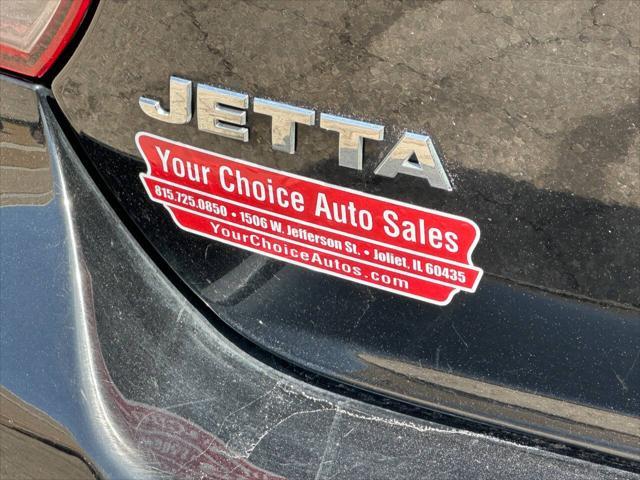 JETTA
Your Choice Auto Sales
815.725.0850 • 1506 W. Jefferson St. • Joliet, IL 60435
YourChoiceAutos.com